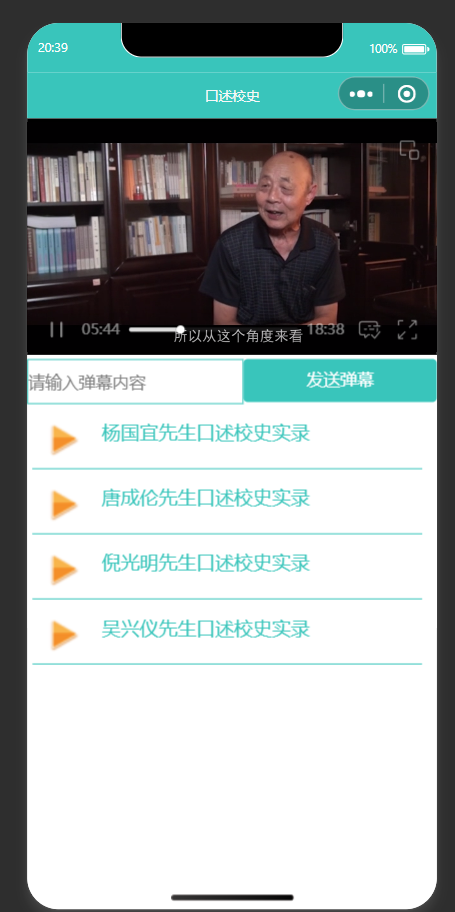 20:39
100%
口述校史
05:44
18:38
所以从这个角度来看
请输入弹幕内容
发送弹幕
杨国宜先生口述校史实录
唐成伦先生口述校史实录
倪光明先生口述校史实录
吴兴仪先生口述校史实录